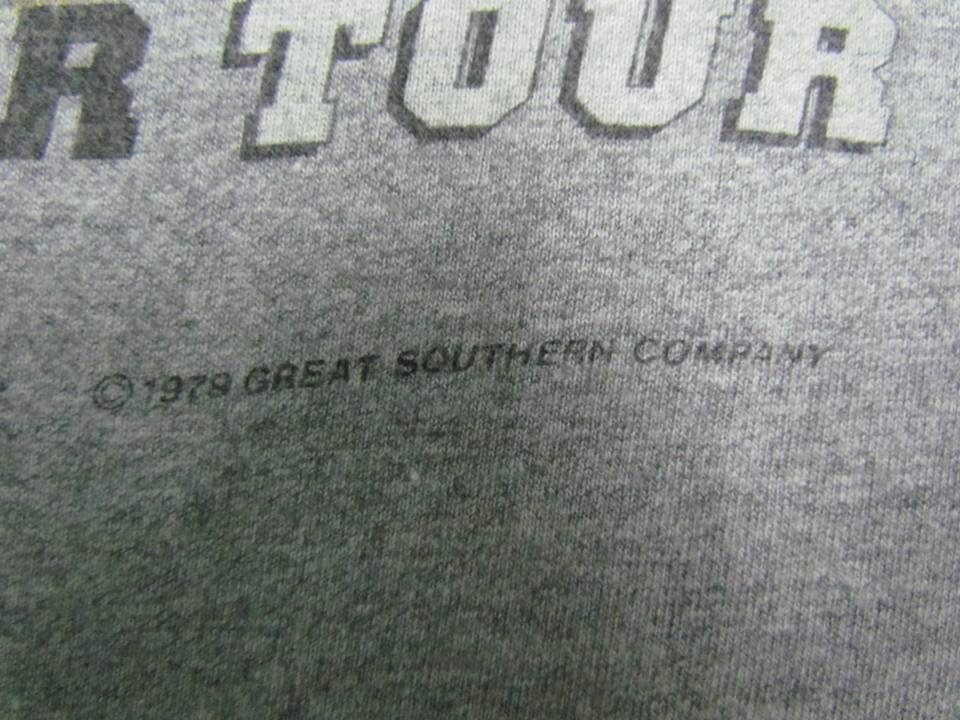 R TOUR
©1979 GREAT SOUTHERN COMPANY